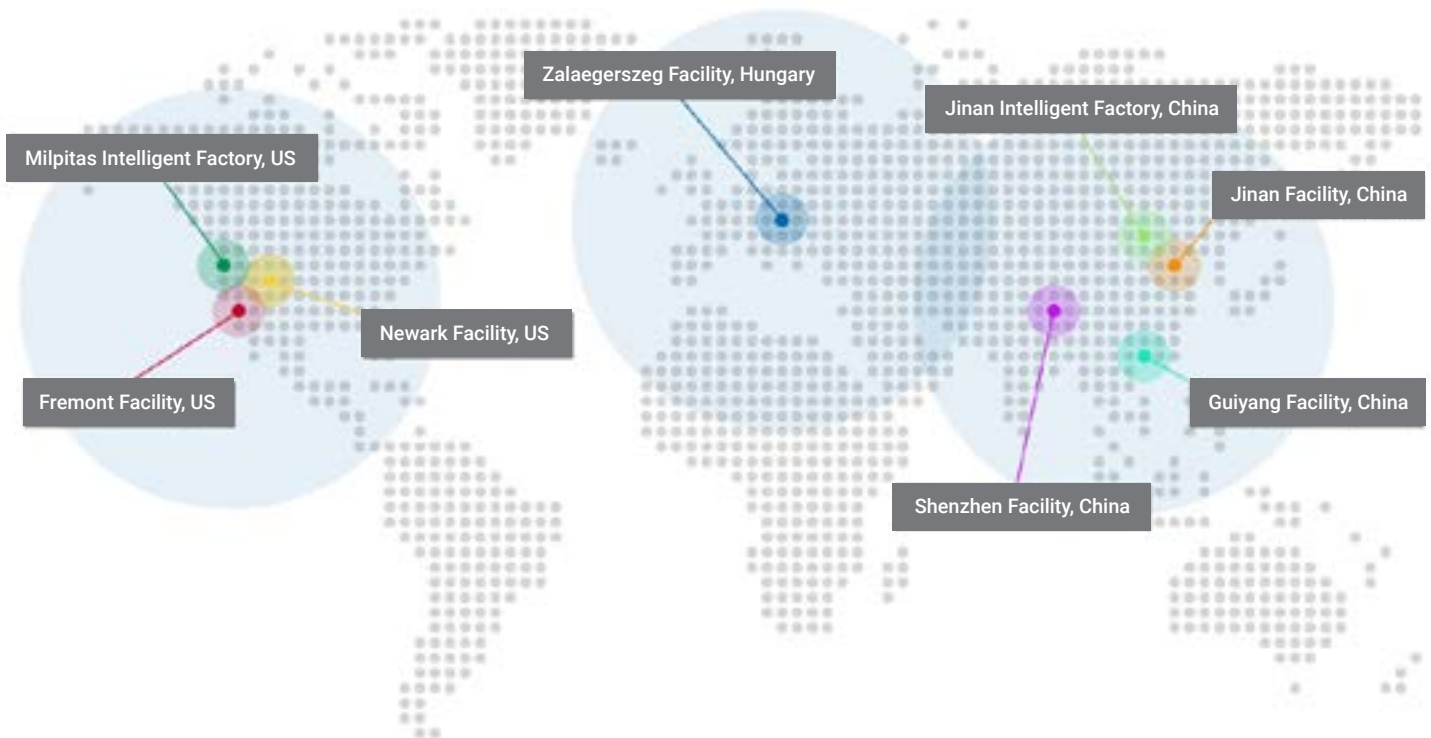 Zalaegerszeg Facility, Hungary
Jinan Intelligent Factory, China
Milpitas Intelligent Factory, US
Jinan Facility, China
Newark Facility, US
Fremont Facility, US
Guiyang Facility, China
Shenzhen Facility, China